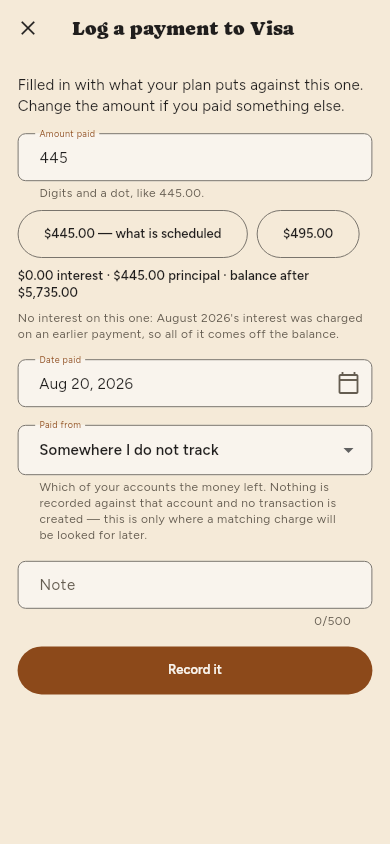 Log a payment to Visa
Filled in with what your plan puts against this one.
Change the amount if you paid something else.
Amount paid
445
Digits and a dot, like 445.00.
$445.00 — what is scheduled
$495.00
$0.00 interest · $445.00 principal · balance after
$5,735.00
No interest on this one: August 2026's interest was charged
on an earlier payment, so all of it comes off the balance.
Date paid
Aug 20, 2026
Paid from
Somewhere I do not track
Which of your accounts the money left. Nothing is
recorded against that account and no transaction is
created — this is only where a matching charge will
be looked for later.
Note
0/500
Record it